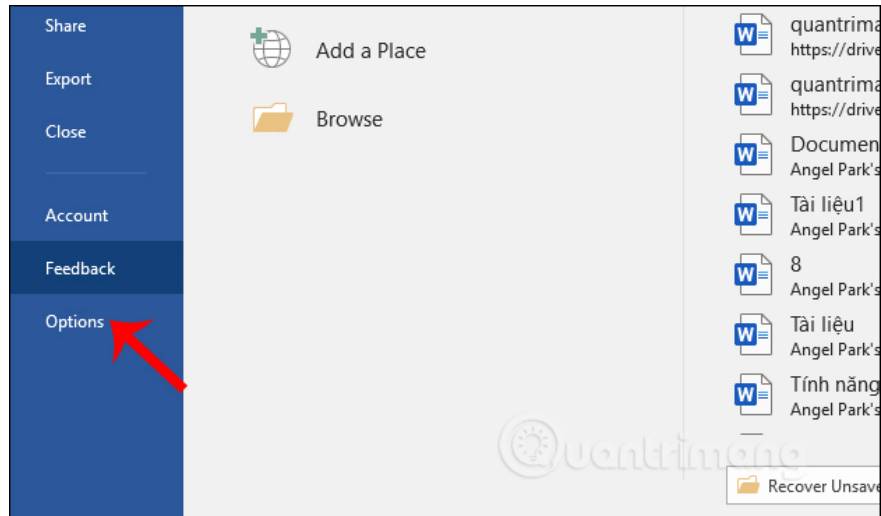 Share
Export
Close
Account
Feedback
Options
Add a Place
Browse
quantrima
https://drive
quantrima
https://drive
Documen
Angel Park's
Tài liệu1
Angel Park's
8
Angel Park's
Tài liệu
Angel Park's
Tính năng
Angel Park's
Quantrimang
Recover Unsave